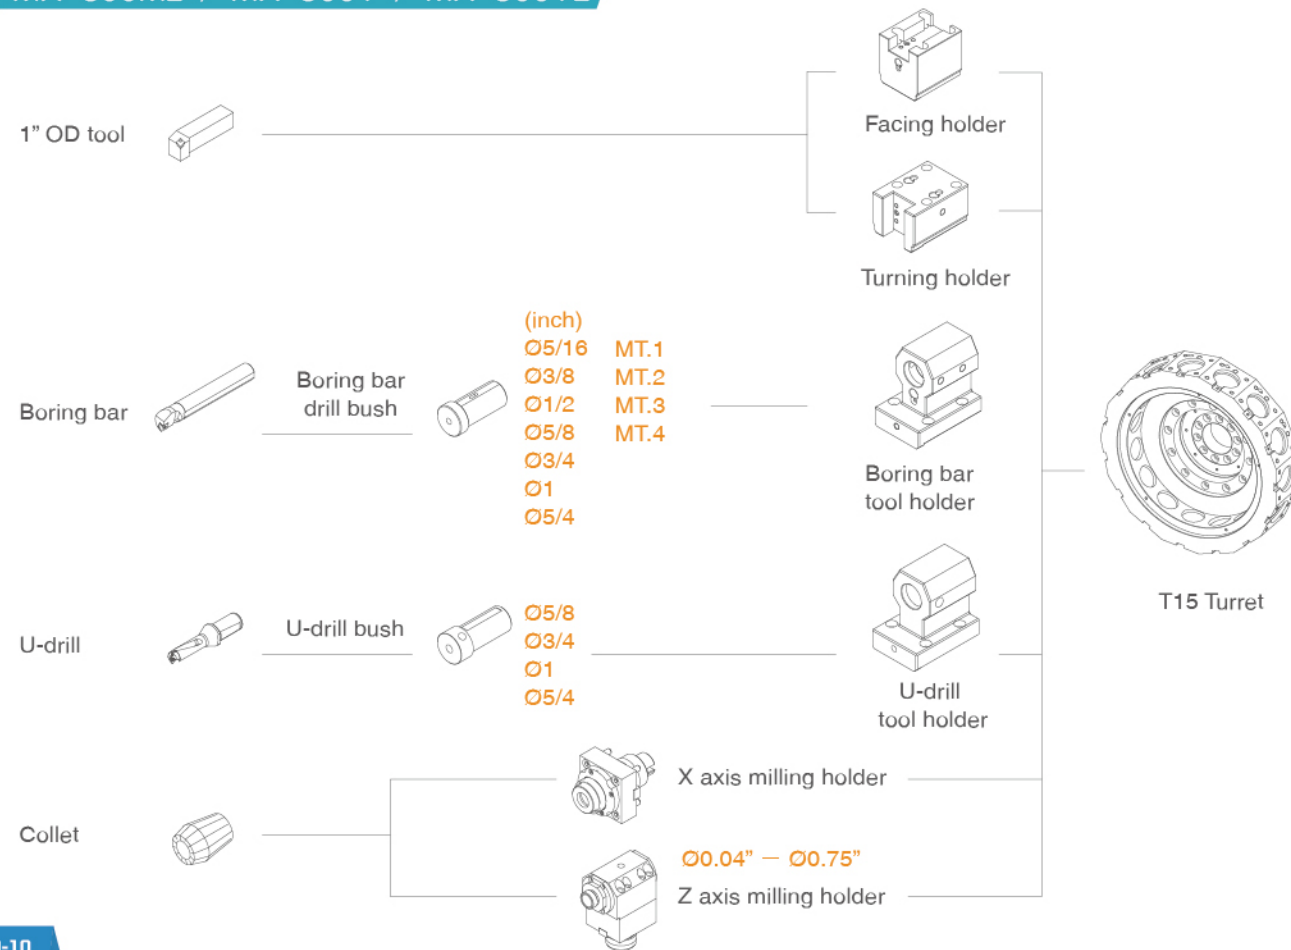 1” OD tool
Facing holder
Turning holder
Boring bar
Boring bar
drill bush
(inch)
Ø5/16 MT.1
Ø3/8 MT.2
Ø1/2 MT.3
Ø5/8 MT.4
Ø3/4
Ø1
Ø5/4
Boring bar
tool holder
T15 Turret
U-drill
U-drill bush
Ø5/8
Ø3/4
Ø1
Ø5/4
U-drill
tool holder
Collet
X axis milling holder
Ø0.04” — Ø0.75”
Z axis milling holder